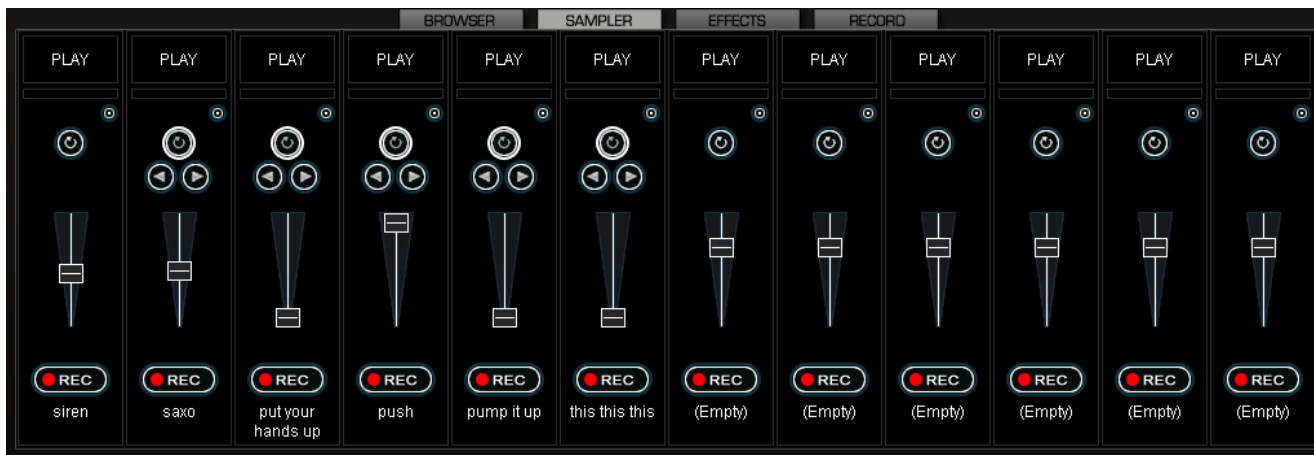 BROWSER SAMPLER EFFECTS RECORD
PLAY PLAY PLAY PLAY PLAY PLAY PLAY PLAY PLAY PLAY PLAY PLAY
REC REC REC REC REC REC REC REC REC REC REC REC
siren saxo put your push pump it up this this this (Empty) (Empty) (Empty) (Empty) (Empty) (Empty)
hands up